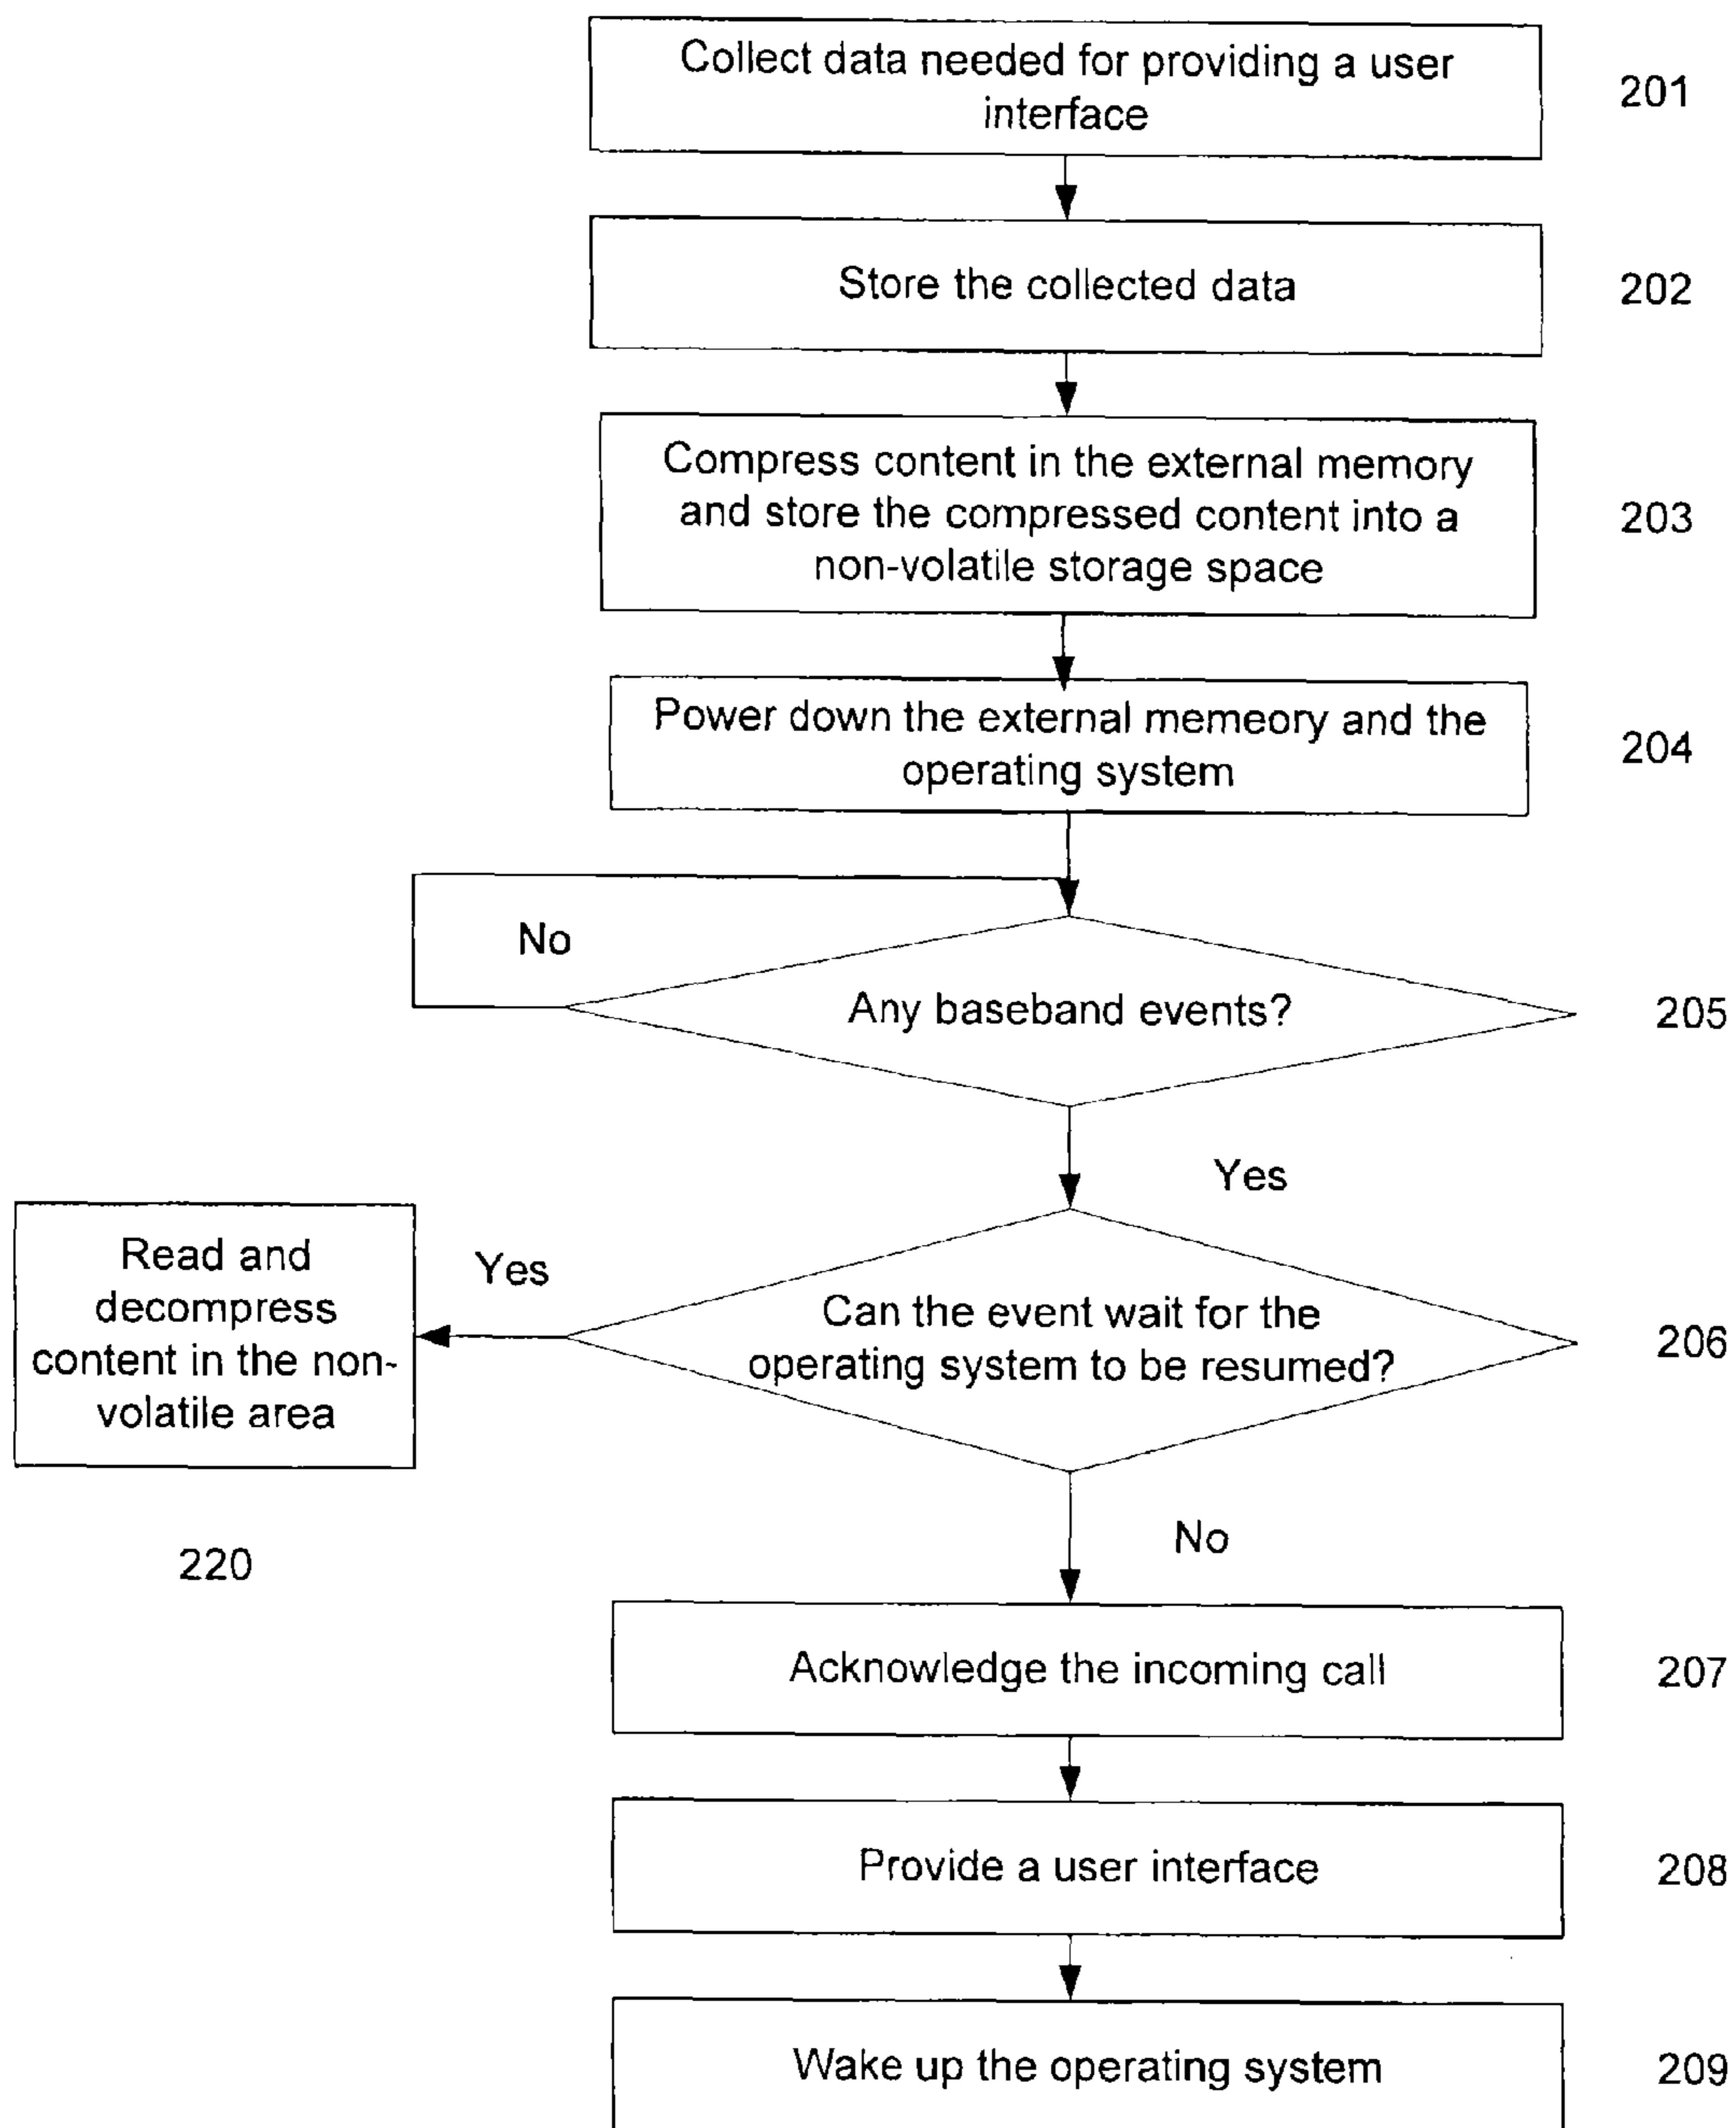 Collect data needed for providing a user
interface
201
Store the collected data
202
Compress content in the external memory
and store the compressed content into a
non-volatile storage space
203
Power down the external memeory and the
operating system
204
No
Any baseband events?
205
Yes
Read and
decompress
content in the non-
volatile area
220
Yes
Can the event wait for the
operating system to be resumed?
206
No
Acknowledge the incoming call
207
Provide a user interface
208
Wake up the operating system
209